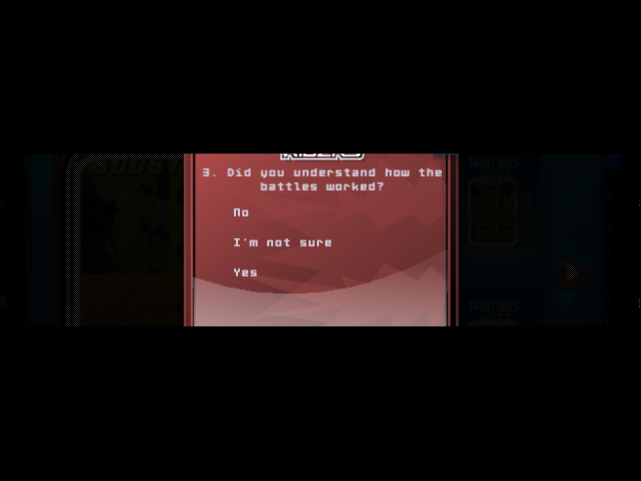 3. Did you understand how the
battles worked?
No
I'm not sure
Yes